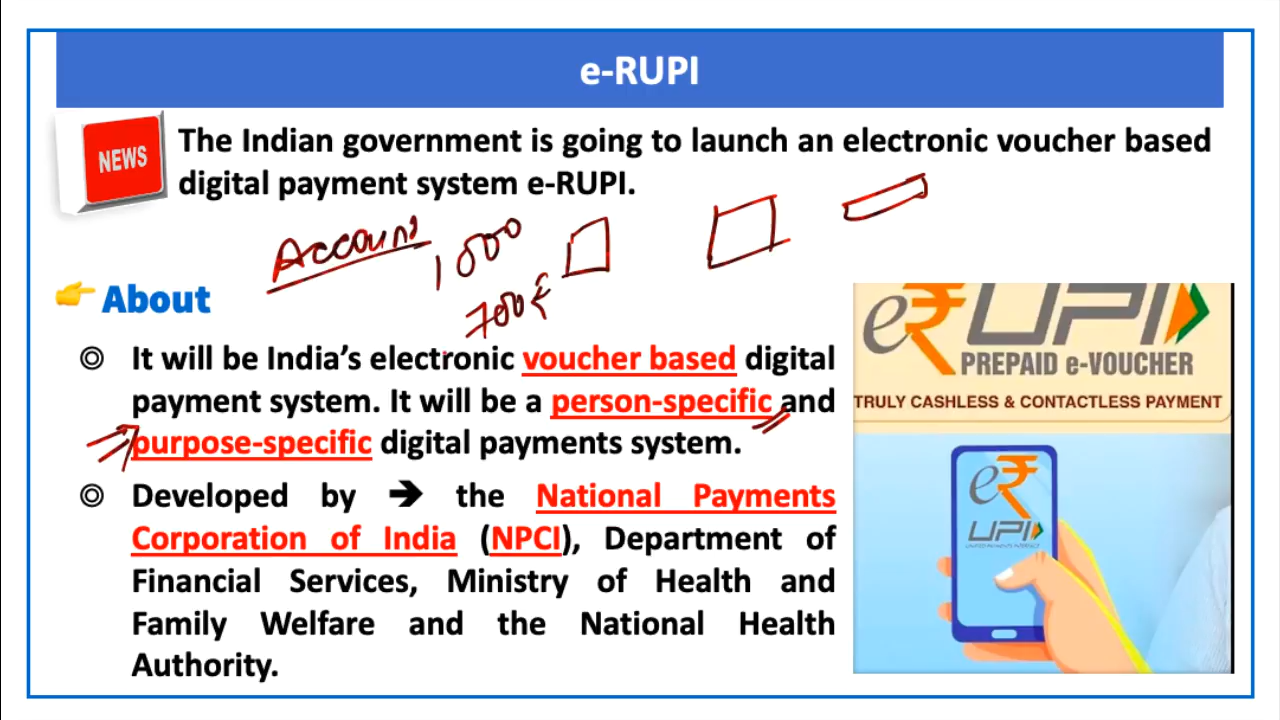 e-RUPI
NEWS
The Indian government is going to launch an electronic voucher based
digital payment system e-RUPI.
Account 1000
700₹
About
It will be India's electronic voucher based digital
payment system. It will be a person-specific and
purpose-specific digital payments system.
Developed by → the National Payments
Corporation of India (NPCI), Department of
Financial Services, Ministry of Health and
Family Welfare and the National Health
Authority.
e₹UPI
PREPAID e-VOUCHER
TRULY CASHLESS & CONTACTLESS PAYMENT
e₹
UPI